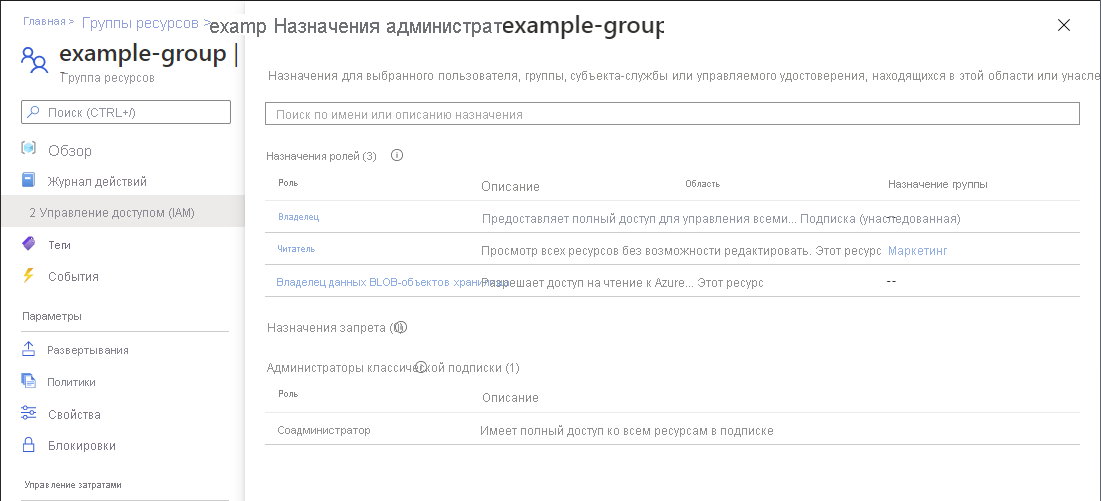 Главная > Группы ресурсов >
example-group |
Группа ресурсов
Поиск (CTRL+/)
Обзор
Журнал действий
2 Управление доступом (IAM)
Теги
События
Параметры
Развертывания
Политики
Свойства
Блокировки
Управление затратами
examp Назначения администрат example-group
Назначения для выбранного пользователя, группы, субъекта-службы или управляемого удостоверения, находящихся в этой области или унасле
Поиск по имени или описанию назначения
Назначения ролей (3)
Роль Описание Область Назначение группы
Владелец Предоставляет полный доступ для управления всеми... Подписка (унаследованная) --
Читатель Просмотр всех ресурсов без возможности редактировать. Этот ресурс Маркетинг
Владелец данных BLOB-объектов хранилища Разрешает доступ на чтение к Azure... Этот ресурс --
Назначения запрета
Администраторы классической подписки (1)
Роль Описание
Соадминистратор Имеет полный доступ ко всем ресурсам в подписке